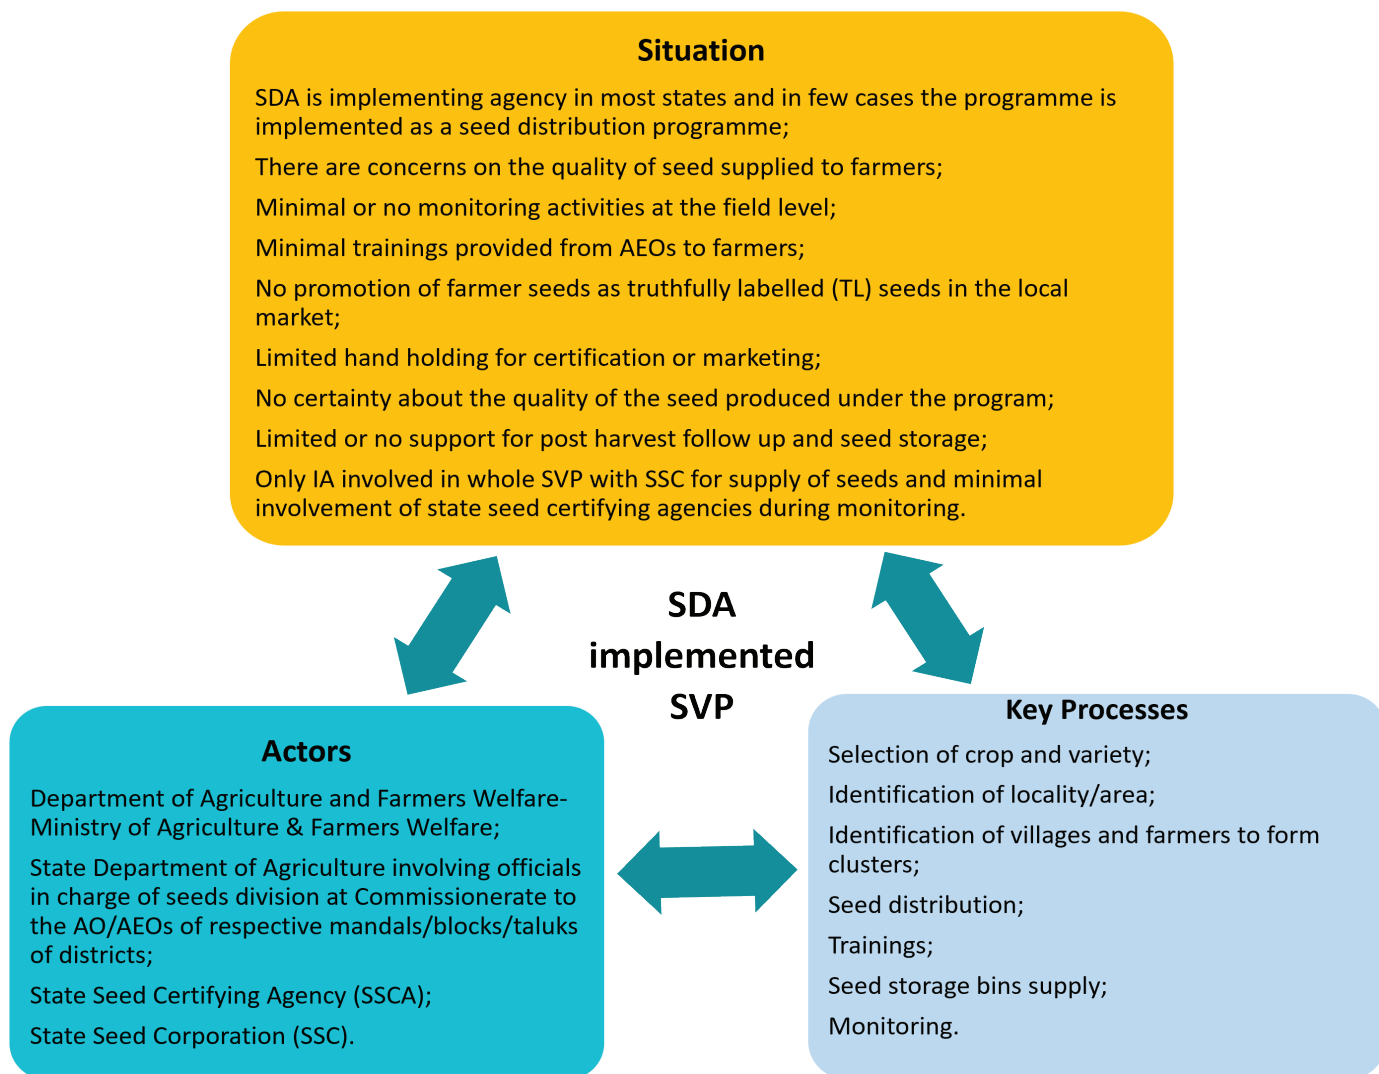 Situation
SDA is implementing agency in most states and in few cases the programme is
implemented as a seed distribution programme;
There are concerns on the quality of seed supplied to farmers;
Minimal or no monitoring activities at the field level;
Minimal trainings provided from AEOs to farmers;
No promotion of farmer seeds as truthfully labelled (TL) seeds in the local
market;
Limited hand holding for certification or marketing;
No certainty about the quality of the seed produced under the program;
Limited or no support for post harvest follow up and seed storage;
Only IA involved in whole SVP with SSC for supply of seeds and minimal
involvement of state seed certifying agencies during monitoring.
SDA
implemented
SVP
Actors
Department of Agriculture and Farmers Welfare-
Ministry of Agriculture & Farmers Welfare;
State Department of Agriculture involving officials
in charge of seeds division at Commissionerate to
the AO/AEOs of respective mandals/blocks/taluks
of districts;
State Seed Certifying Agency (SSCA);
State Seed Corporation (SSC).
Key Processes
Selection of crop and variety;
Identification of locality/area;
Identification of villages and farmers to form
clusters;
Seed distribution;
Trainings;
Seed storage bins supply;
Monitoring.